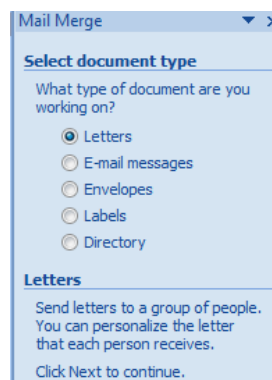 Mail Merge
Select document type
What type of document are you
working on?
Letters
E-mail messages
Envelopes
Labels
Directory
Letters
Send letters to a group of people.
You can personalize the letter
that each person receives.
Click Next to continue.